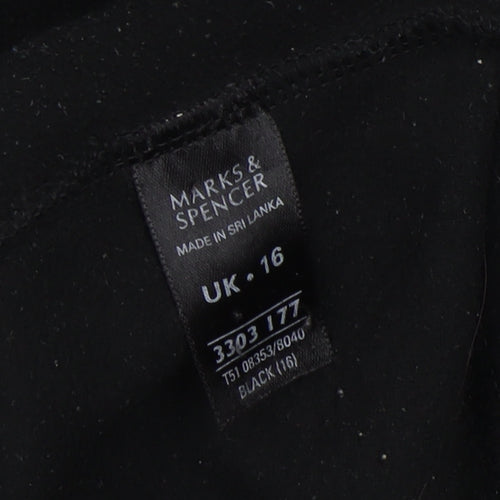 MARKS &
SPENCER
MADE IN SRI LANKA
UK • 16
3303 177
T51 08353/8040
BLACK (16)